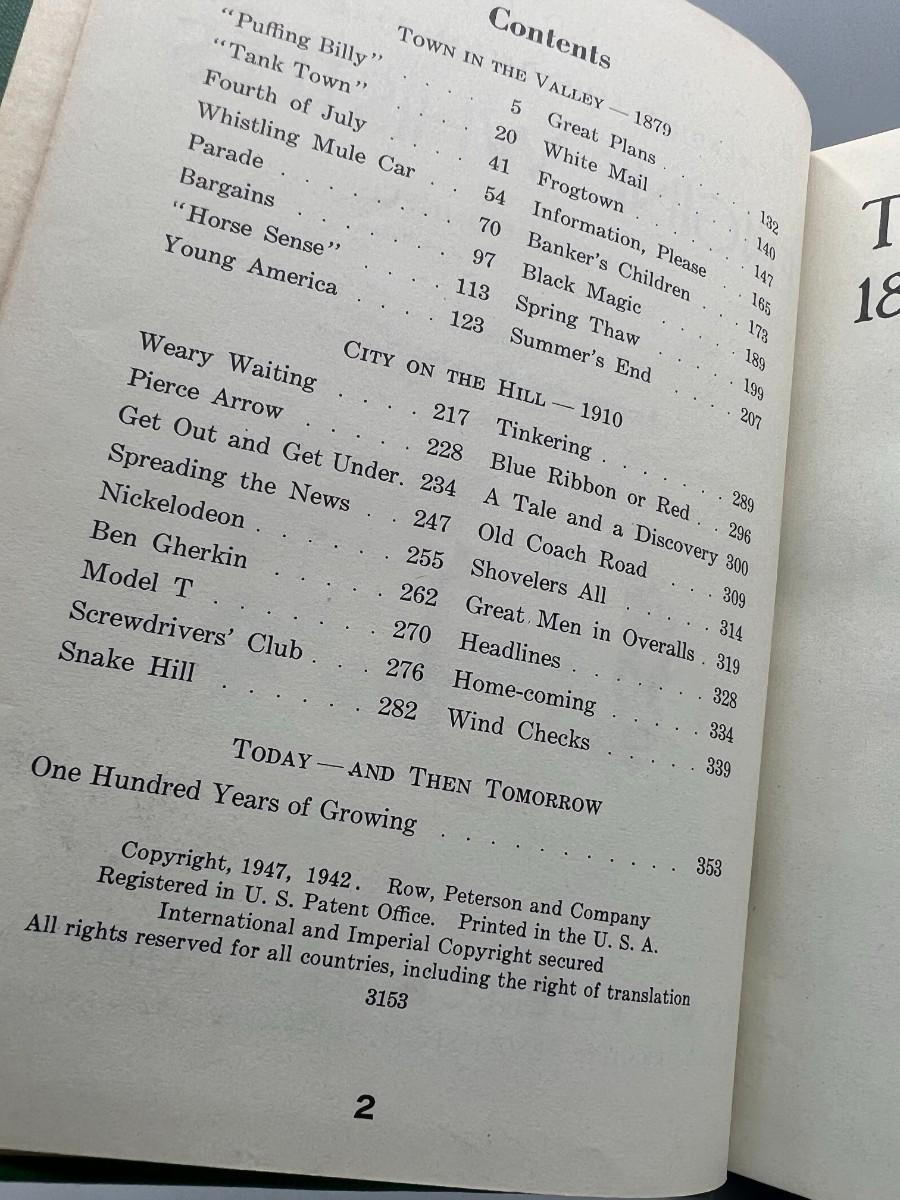 Contents
TOWN IN THE VALLEY — 1879
"Puffing Billy" . . . . 5
"Tank Town" . . . . 20
Fourth of July . . . . 41
Whistling Mule Car . . 54
Parade . . . . . . . 70
Bargains . . . . . . 97
"Horse Sense" . . . . 113
Young America . . . . 123
Great Plans . . . . 132
White Mail . . . . 140
Frogtown . . . . . 147
Information, Please . . 165
Banker's Children . . . 173
Black Magic . . . . 189
Spring Thaw . . . . 199
Summer's End . . . . 207
CITY ON THE HILL — 1910
Weary Waiting . . . . 217
Pierce Arrow . . . . . 228
Get Out and Get Under. 234
Spreading the News . . 247
Nickelodeon . . . . . . 255
Ben Gherkin . . . . . 262
Model T . . . . . . . 270
Screwdrivers' Club . . . 276
Snake Hill . . . . . . 282
Tinkering . . . . . . 289
Blue Ribbon or Red . . 296
A Tale and a Discovery 300
Old Coach Road . . . 309
Shovelers All . . . . 314
Great Men in Overalls . 319
Headlines . . . . . . 328
Home-coming . . . . 334
Wind Checks . . . . . 339
TODAY — AND THEN TOMORROW
One Hundred Years of Growing . . . . . . . . . 353
Copyright, 1947, 1942. Row, Peterson and Company
Registered in U. S. Patent Office. Printed in the U. S. A.
International and Imperial Copyright secured
All rights reserved for all countries, including the right of translation
3153
2
T
18